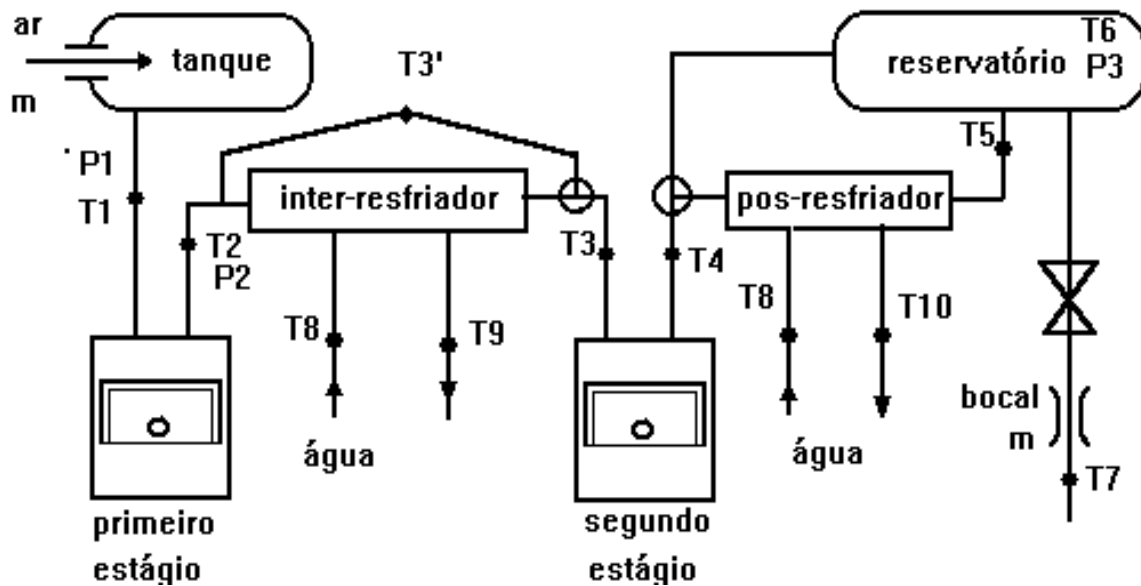 ar
m
tanque
P1
T1
T2
P2
T3'
inter-resfriador
T8
T9
água
primeiro
estágio
T3
T4
segundo
estágio
reservatório
T6
P3
T5
pos-resfriador
T8
T10
água
bocal
m
T7